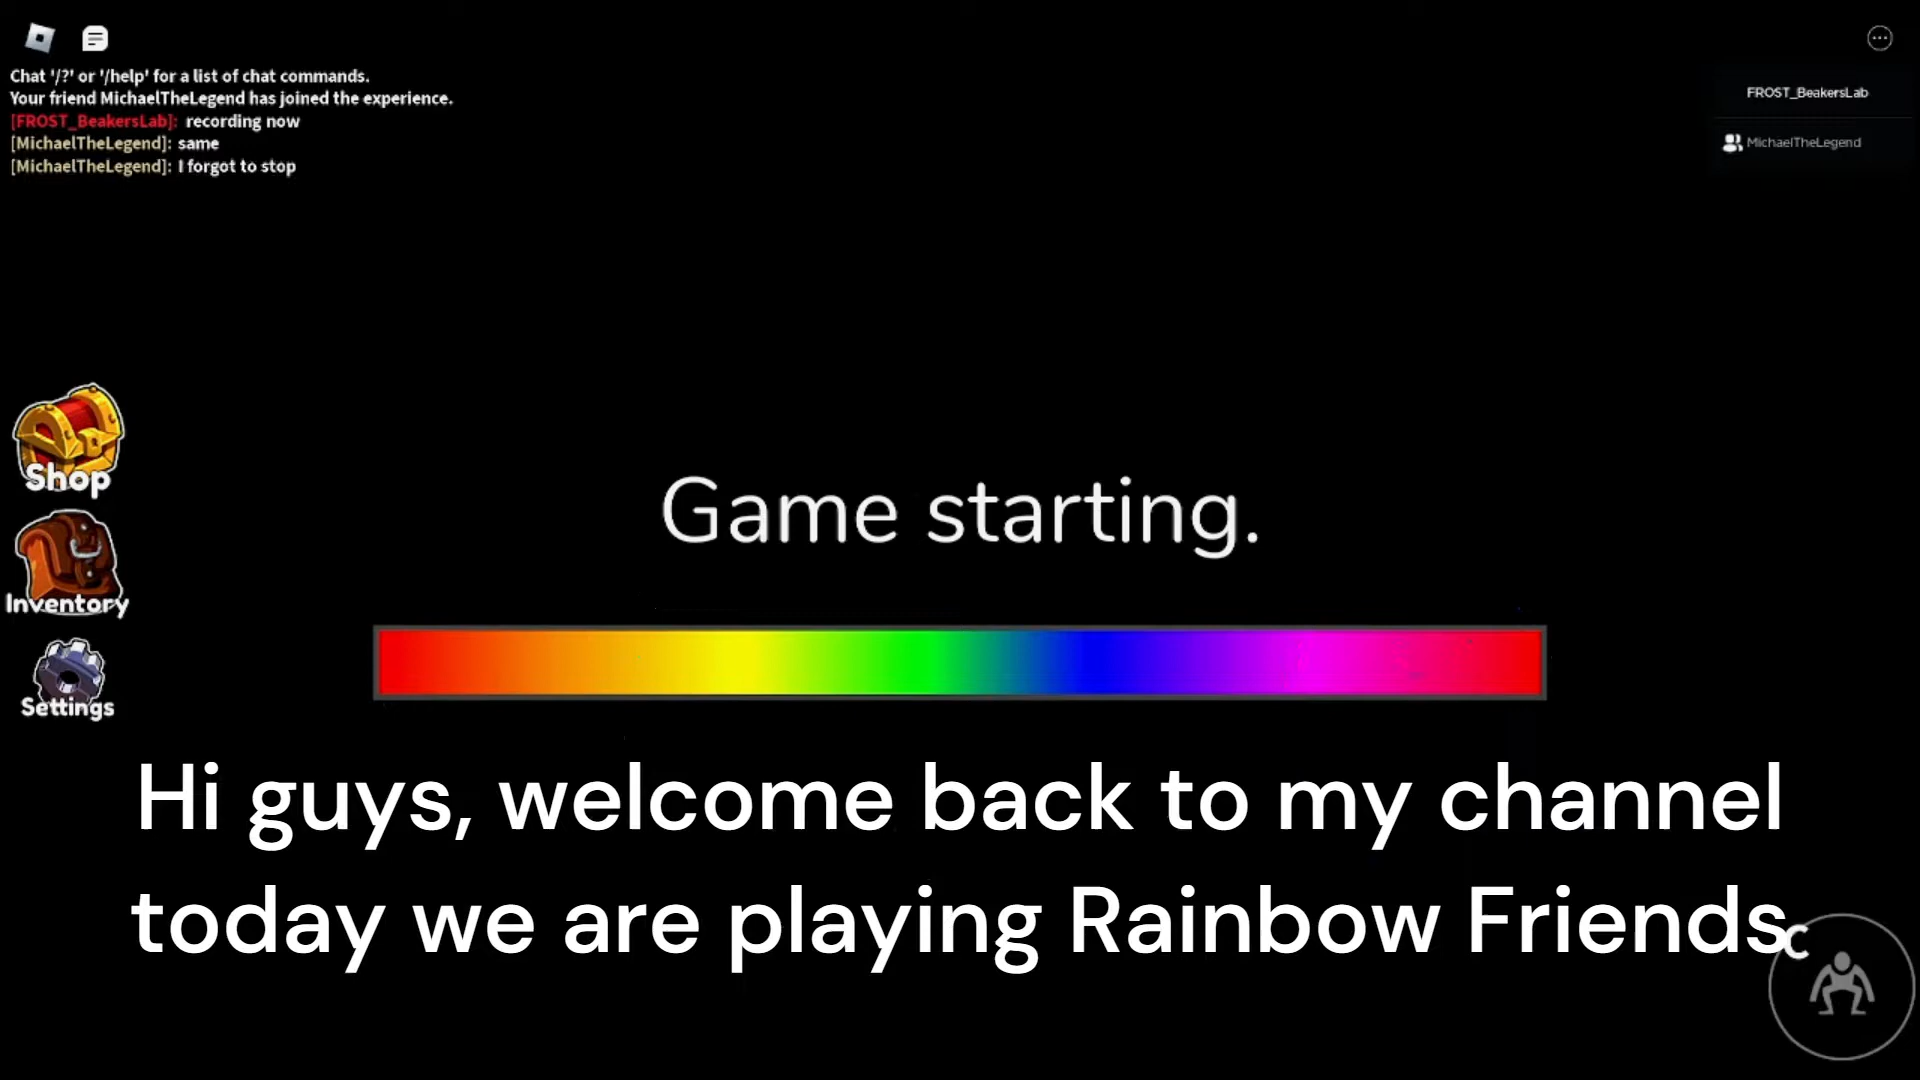 Chat '/?' or '/help' for a list of chat commands.
Your friend MichaelTheLegend has joined the experience.
[FROST_BeakersLab]: recording now
[MichaelTheLegend]: same
[MichaelTheLegend]: I forgot to stop
FROST_BeakersLab
MichaelTheLegend
Shop
Inventory
Settings
Game starting.
Hi guys, welcome back to my channel
today we are playing Rainbow Friends
C